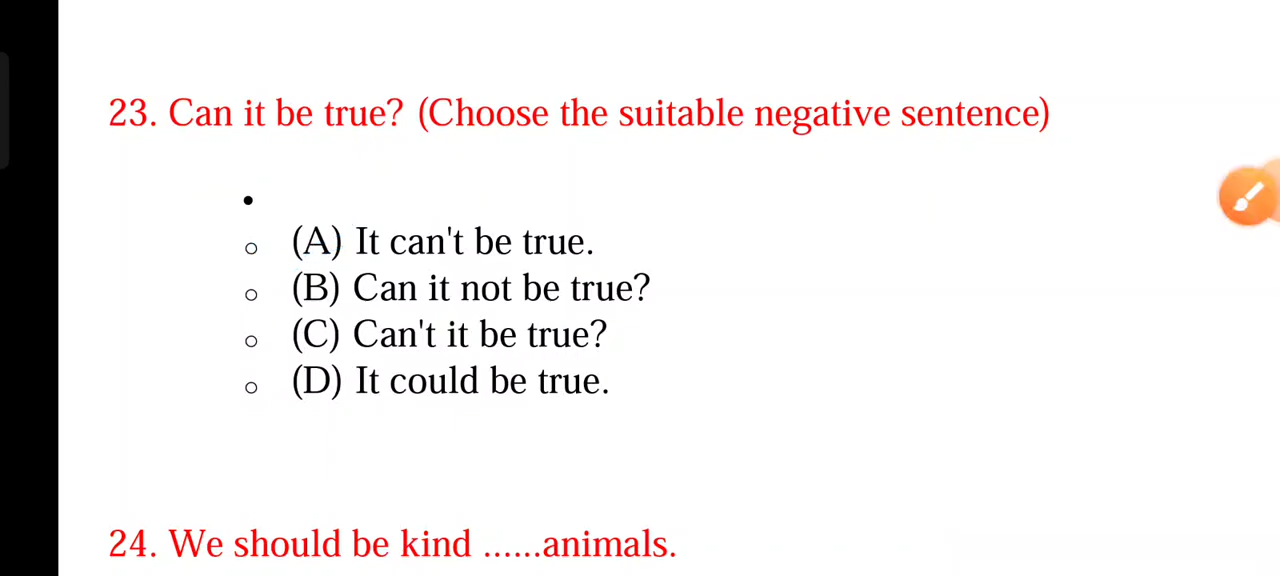 23. Can it be true? (Choose the suitable negative sentence)
(A) It can't be true.
(B) Can it not be true?
(C) Can't it be true?
(D) It could be true.
24. We should be kind ......animals.